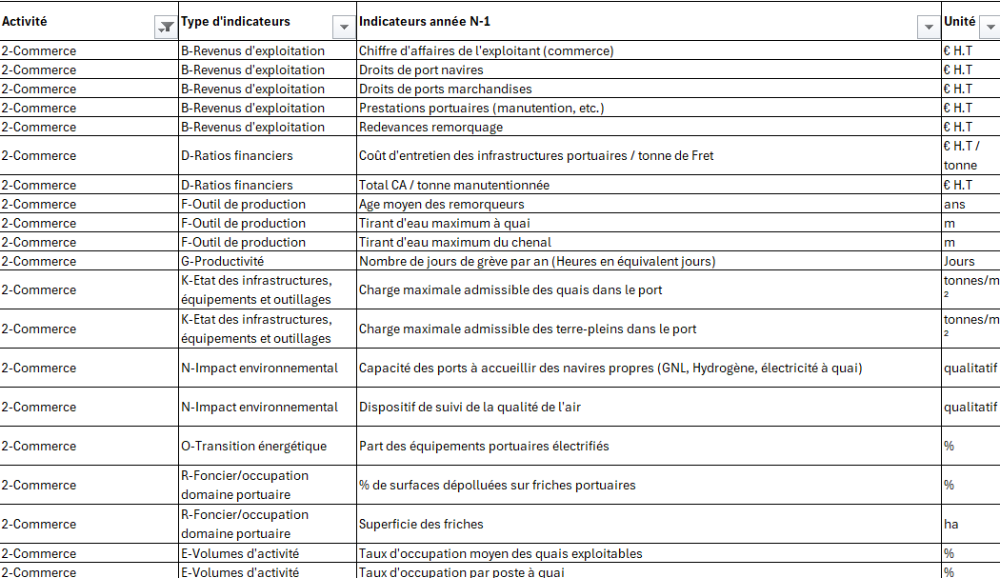 Activité Type d'indicateurs Indicateurs année N-1 Unité
2-Commerce B-Revenus d'exploitation Chiffre d'affaires de l'exploitant (commerce) € H.T
2-Commerce B-Revenus d'exploitation Droits de port navires € H.T
2-Commerce B-Revenus d'exploitation Droits de ports marchandises € H.T
2-Commerce B-Revenus d'exploitation Prestations portuaires (manutention, etc.) € H.T
2-Commerce B-Revenus d'exploitation Redevances remorquage € H.T
2-Commerce D-Ratios financiers Coût d'entretien des infrastructures portuaires / tonne de Fret € H.T /
tonne
2-Commerce D-Ratios financiers Total CA / tonne manutentionnée € H.T
2-Commerce F-Outil de production Age moyen des remorqueurs ans
2-Commerce F-Outil de production Tirant d'eau maximum à quai m
2-Commerce F-Outil de production Tirant d'eau maximum du chenal m
2-Commerce G-Productivité Nombre de jours de grève par an (Heures en équivalent jours) Jours
2-Commerce K-Etat des infrastructures,
équipements et outillages Charge maximale admissible des quais dans le port tonnes/m
²
2-Commerce K-Etat des infrastructures,
équipements et outillages Charge maximale admissible des terre-pleins dans le port tonnes/m
²
2-Commerce N-Impact environnemental Capacité des ports à accueillir des navires propres (GNL, Hydrogène, électricité à quai) qualitatif
2-Commerce N-Impact environnemental Dispositif de suivi de la qualité de l'air qualitatif
2-Commerce O-Transition énergétique Part des équipements portuaires électrifiés %
2-Commerce R-Foncier/occupation
domaine portuaire % de surfaces dépolluées sur friches portuaires %
2-Commerce R-Foncier/occupation
domaine portuaire Superficie des friches ha
2-Commerce E-Volumes d'activité Taux d'occupation moyen des quais exploitables %
2-Commerce E-Volumes d'activité Taux d'occupation par poste à quai %